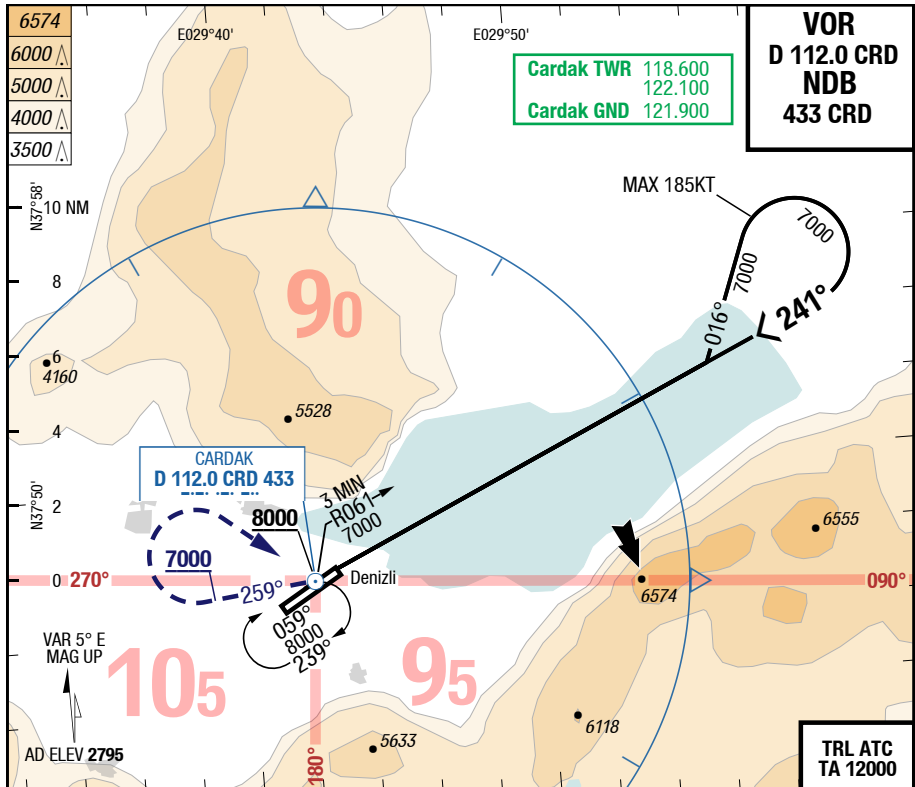 6574
6000
5000
4000
3500
E029°40'
E029°50'
Cardak TWR 118.600
122.100
Cardak GND 121.900
VOR
D 112.0 CRD
NDB
433 CRD
MAX 185KT
7000
7000
016°
241°
N37°58'
10 NM
8
6
4
2
0
N37°50'
4160
90
5528
CARDAK
D 112.0 CRD 433
8000
3 MIN
R061
7000
7000
259°
270°
Denizli
059°
8000
239°
6555
6574
090°
VAR 5° E
MAG UP
105
95
6118
5633
180°
AD ELEV 2795
TRL ATC
TA 12000